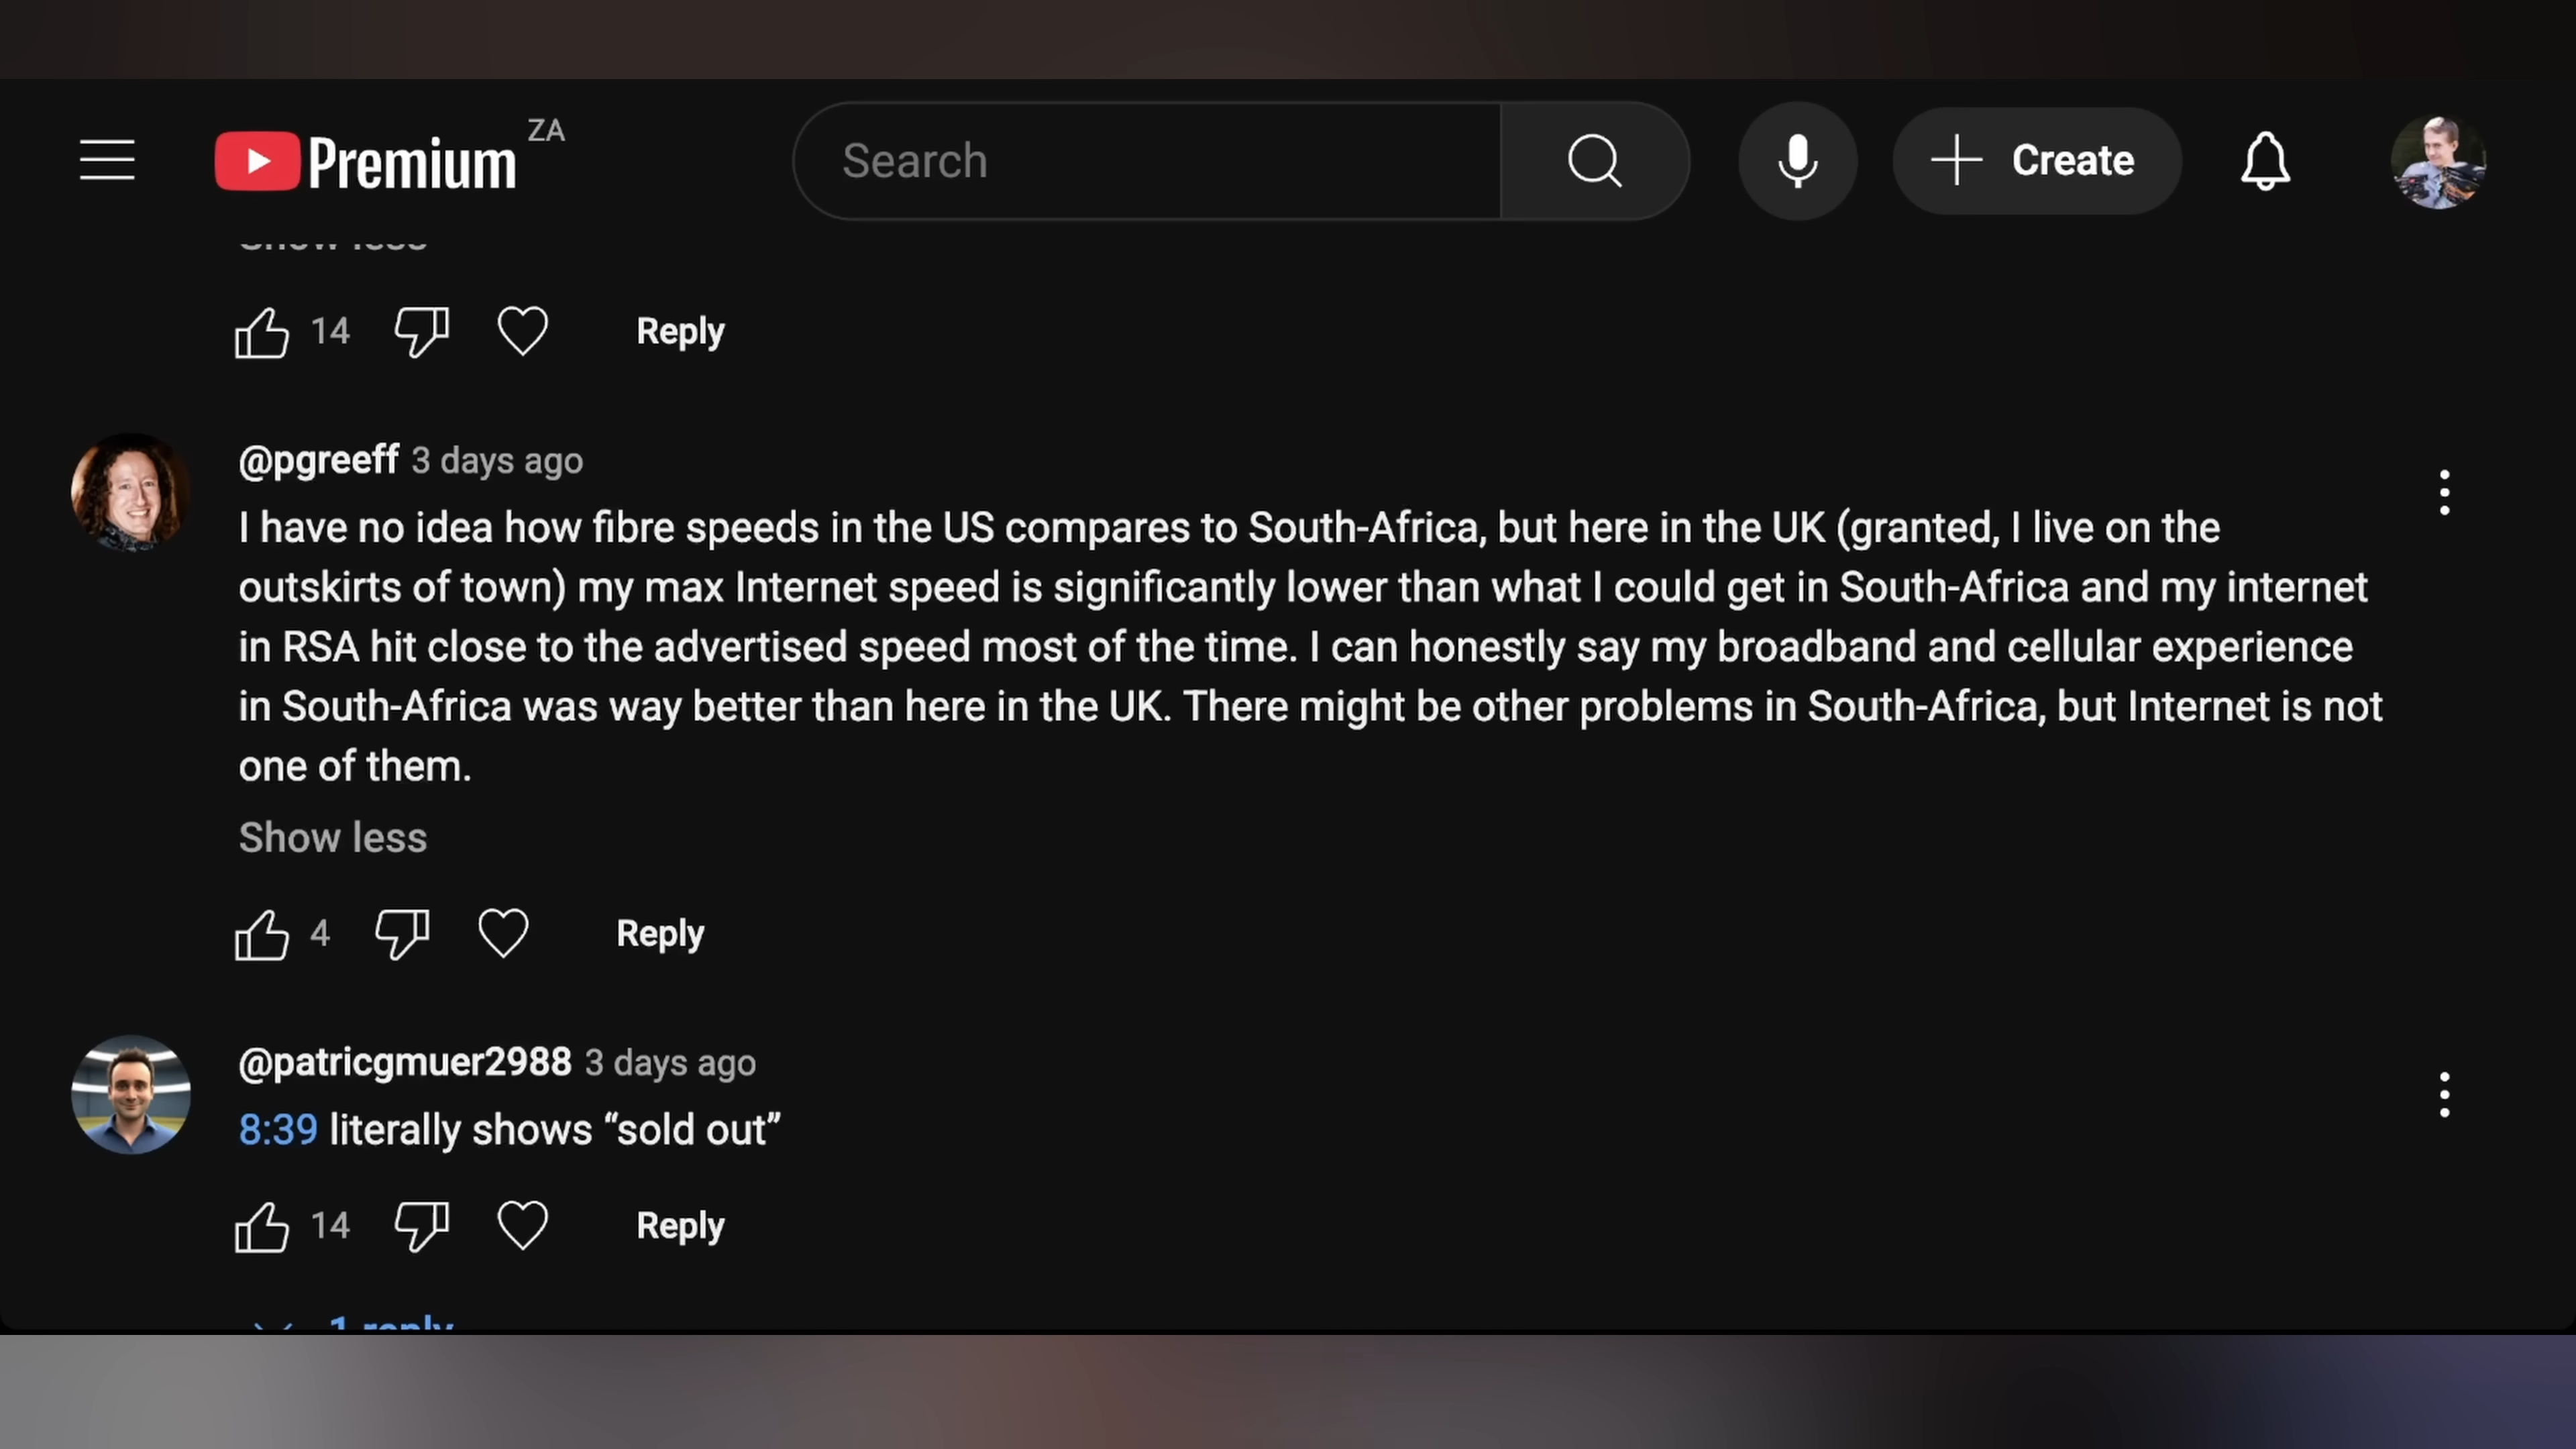 Premium ZA
Search
Create
Show less
14 Reply
@pgreeff 3 days ago
I have no idea how fibre speeds in the US compares to South-Africa, but here in the UK (granted, I live on the
outskirts of town) my max Internet speed is significantly lower than what I could get in South-Africa and my internet
in RSA hit close to the advertised speed most of the time. I can honestly say my broadband and cellular experience
in South-Africa was way better than here in the UK. There might be other problems in South-Africa, but Internet is not
one of them.
Show less
4 Reply
@patricgmuer2988 3 days ago
8:39 literally shows “sold out”
14 Reply
1 reply